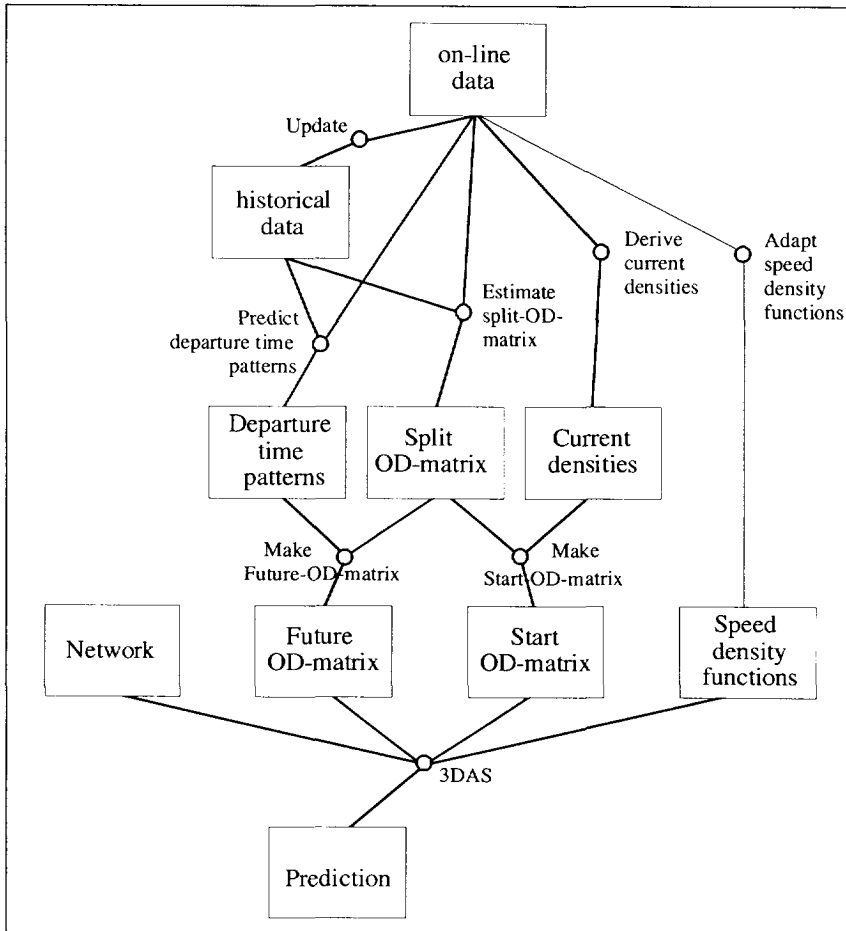 on-line
data
Update
historical
data
Derive
current
densities
Adapt
speed
density
functions
Estimate
split-OD-
matrix
Predict
departure time
patterns
Departure
time
patterns
Split
OD-matrix
Current
densities
Make
Future-OD-matrix
Make
Start-OD-matrix
Network
Future
OD-matrix
Start
OD-matrix
Speed
density
functions
3DAS
Prediction